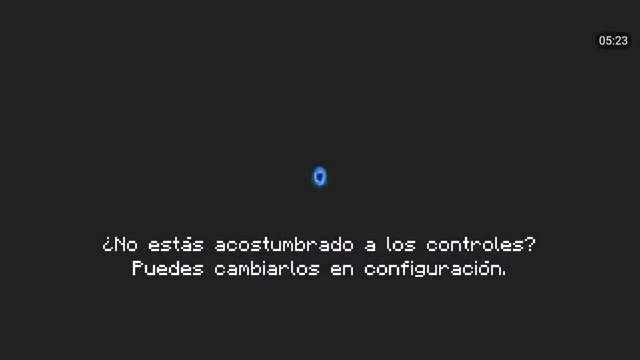 05:23
¿No estás acostumbrado a los controles?
Puedes cambiarlos en configuración.